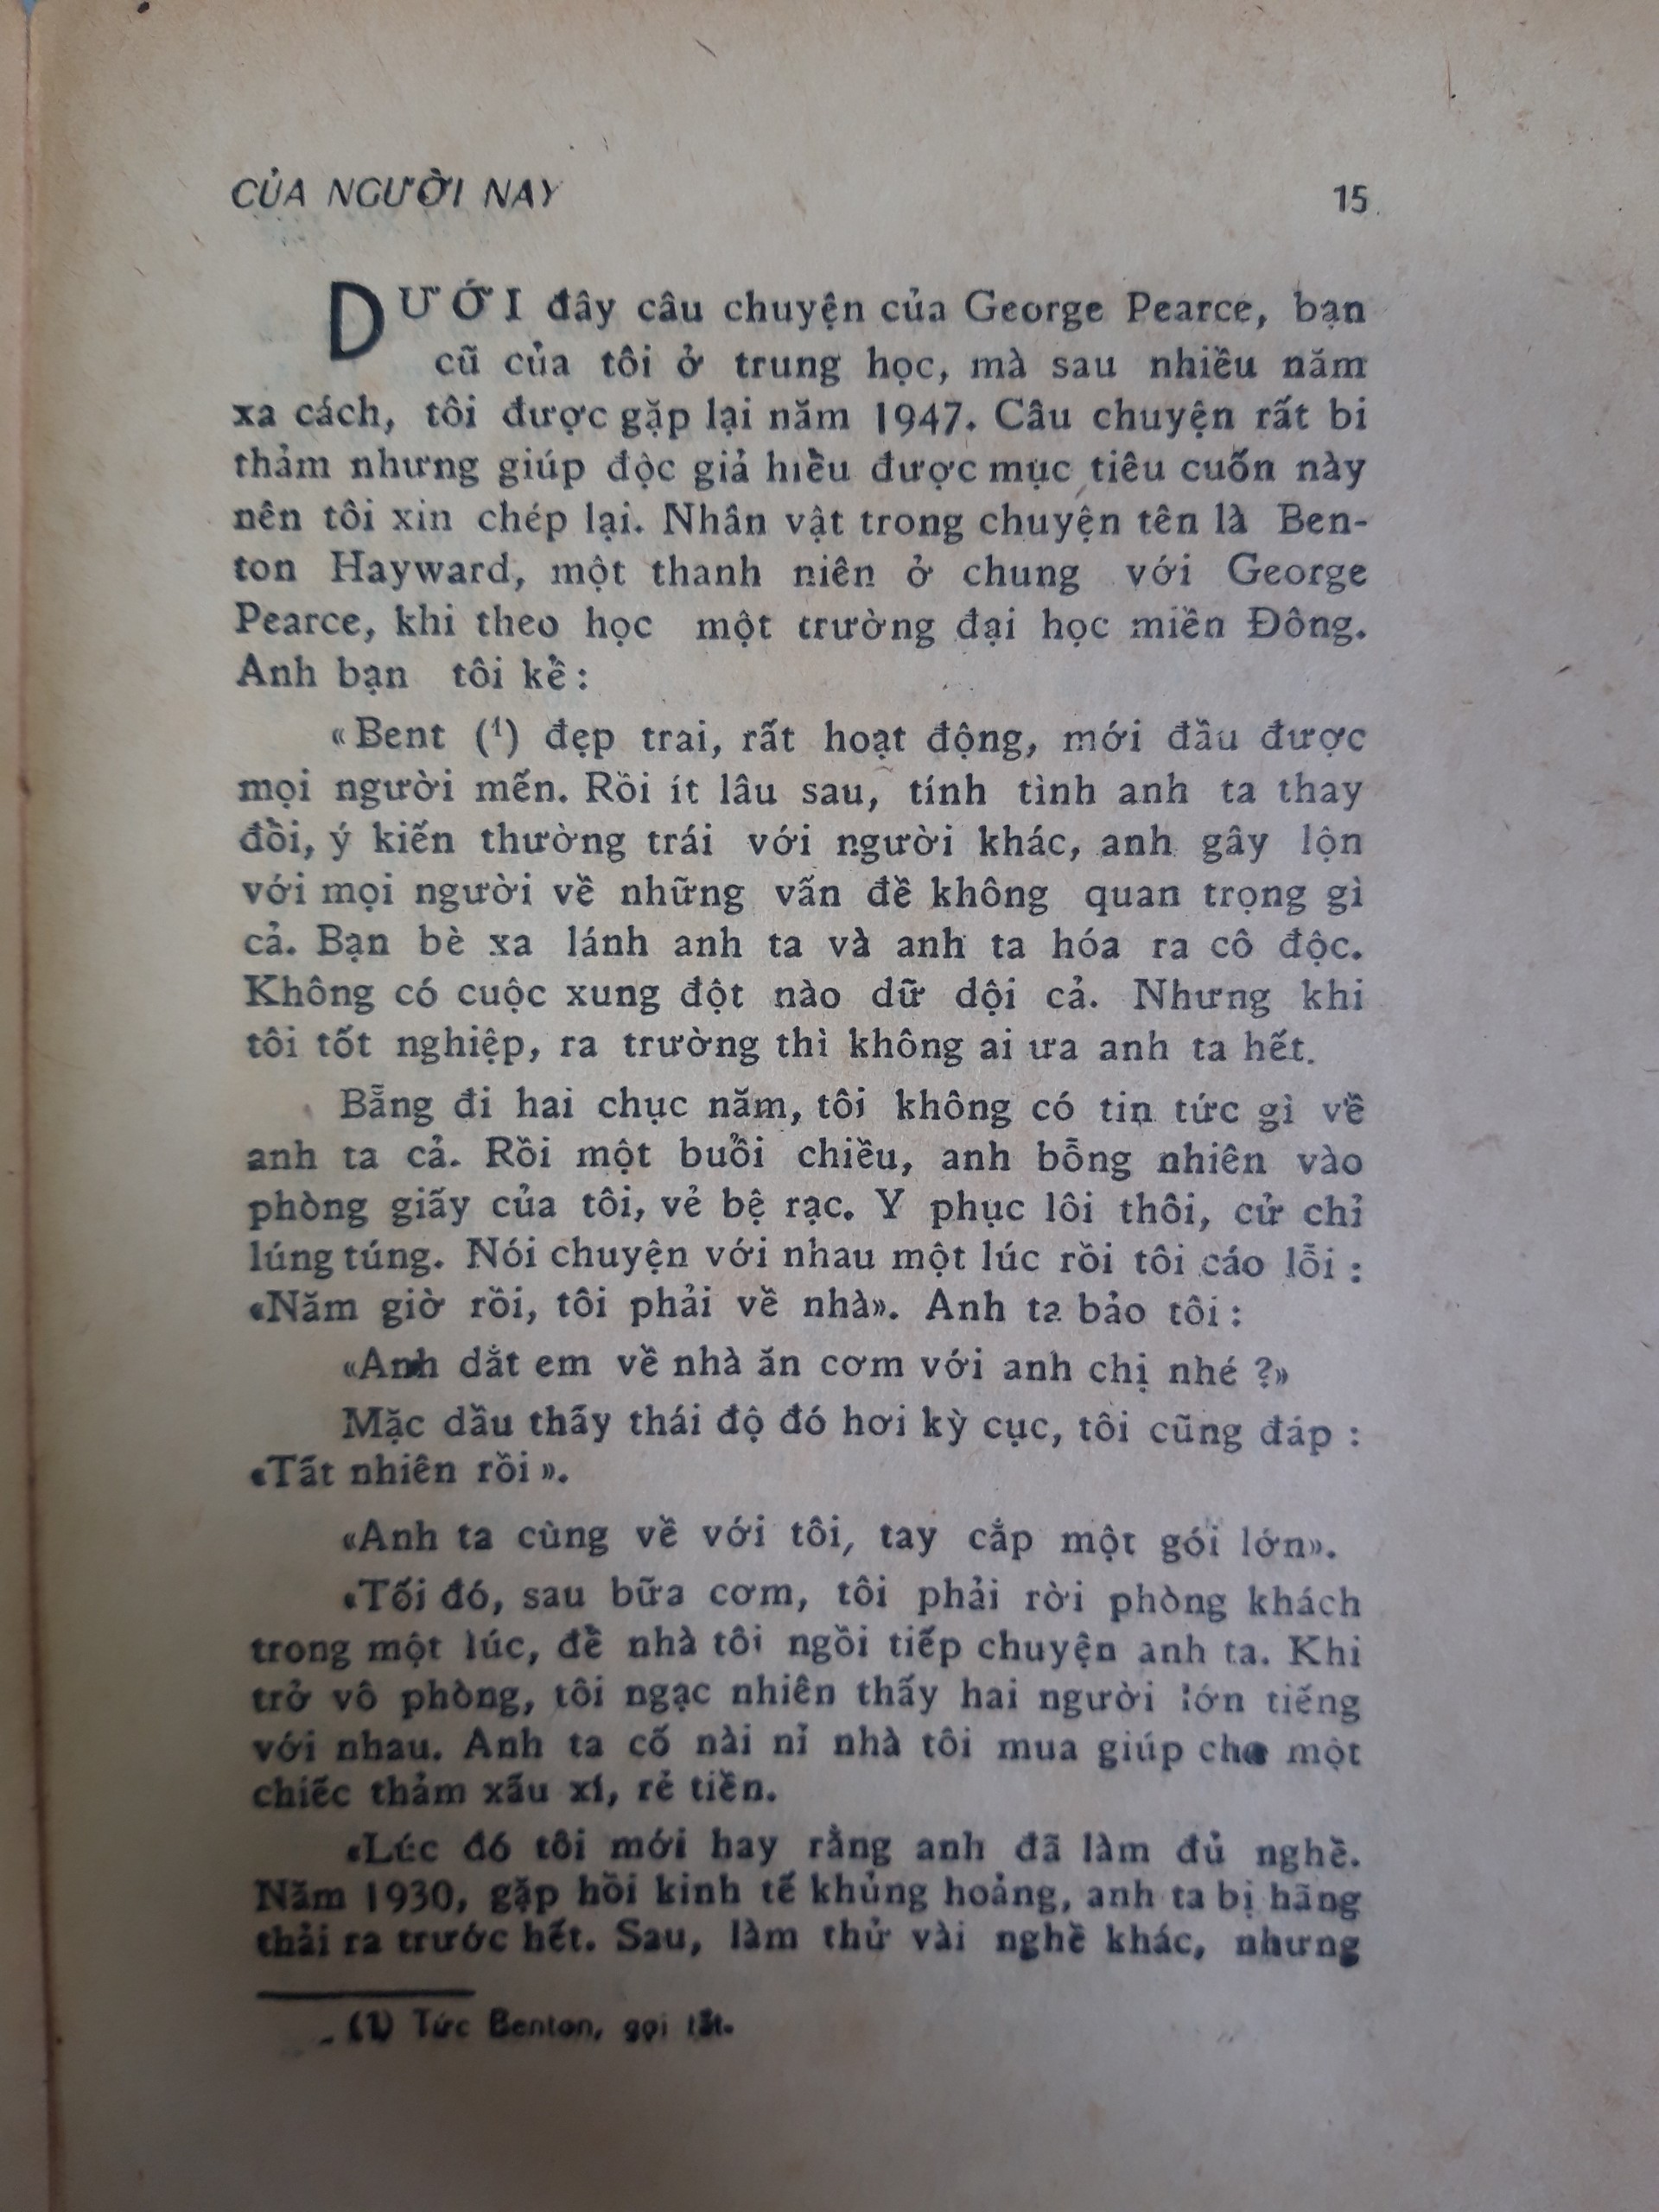 CỦA NGƯỜI NAY 15
DƯỚI đây câu chuyện của George Pearce, bạn
cũ của tôi ở trung học, mà sau nhiều năm
xa cách, tôi được gặp lại năm 1947. Câu chuyện rất bi
thảm nhưng giúp độc giả hiểu được mục tiêu cuốn này
nên tôi xin chép lại. Nhân vật trong chuyện tên là Ben-
ton Hayward, một thanh niên ở chung với George
Pearce, khi theo học một trường đại học miền Đông.
Anh bạn tôi kể :
«Bent (1) đẹp trai, rất hoạt động, mới đầu được
mọi người mến. Rồi ít lâu sau, tính tình anh ta thay
đổi, ý kiến thường trái với người khác, anh gây lộn
với mọi người về những vấn đề không quan trọng gì
cả. Bạn bè xa lánh anh ta và anh ta hóa ra cô độc.
Không có cuộc xung đột nào dữ dội cả. Nhưng khi
tôi tốt nghiệp, ra trường thì không ai ưa anh ta hết.
Bẵng đi hai chục năm, tôi không có tin tức gì về
anh ta cả. Rồi một buổi chiều, anh bỗng nhiên vào
phòng giấy của tôi, vẻ bệ rạc. Y phục lôi thôi, cử chỉ
lúng túng. Nói chuyện với nhau một lúc rồi tôi cáo lỗi :
«Năm giờ rồi, tôi phải về nhà». Anh ta bảo tôi :
«Anh dắt em về nhà ăn cơm với anh chị nhé ?»
Mặc dầu thấy thái độ đó hơi kỳ cục, tôi cũng đáp :
«Tất nhiên rồi ».
«Anh ta cùng về với tôi, tay cắp một gói lớn».
«Tối đó, sau bữa cơm, tôi phải rời phòng khách
trong một lúc, để nhà tôi ngồi tiếp chuyện anh ta. Khi
trở vô phòng, tôi ngạc nhiên thấy hai người lớn tiếng
với nhau. Anh ta cố nài nỉ nhà tôi mua giúp cho một
chiếc thảm xấu xí, rẻ tiền.
«Lúc đó tôi mới hay rằng anh đã làm đủ nghề.
Năm 1930, gặp hồi kinh tế khủng hoảng, anh ta bị hãng
thải ra trước hết. Sau, làm thử vài nghề khác, nhưng
(1) Tức Benton, gọi tắt.